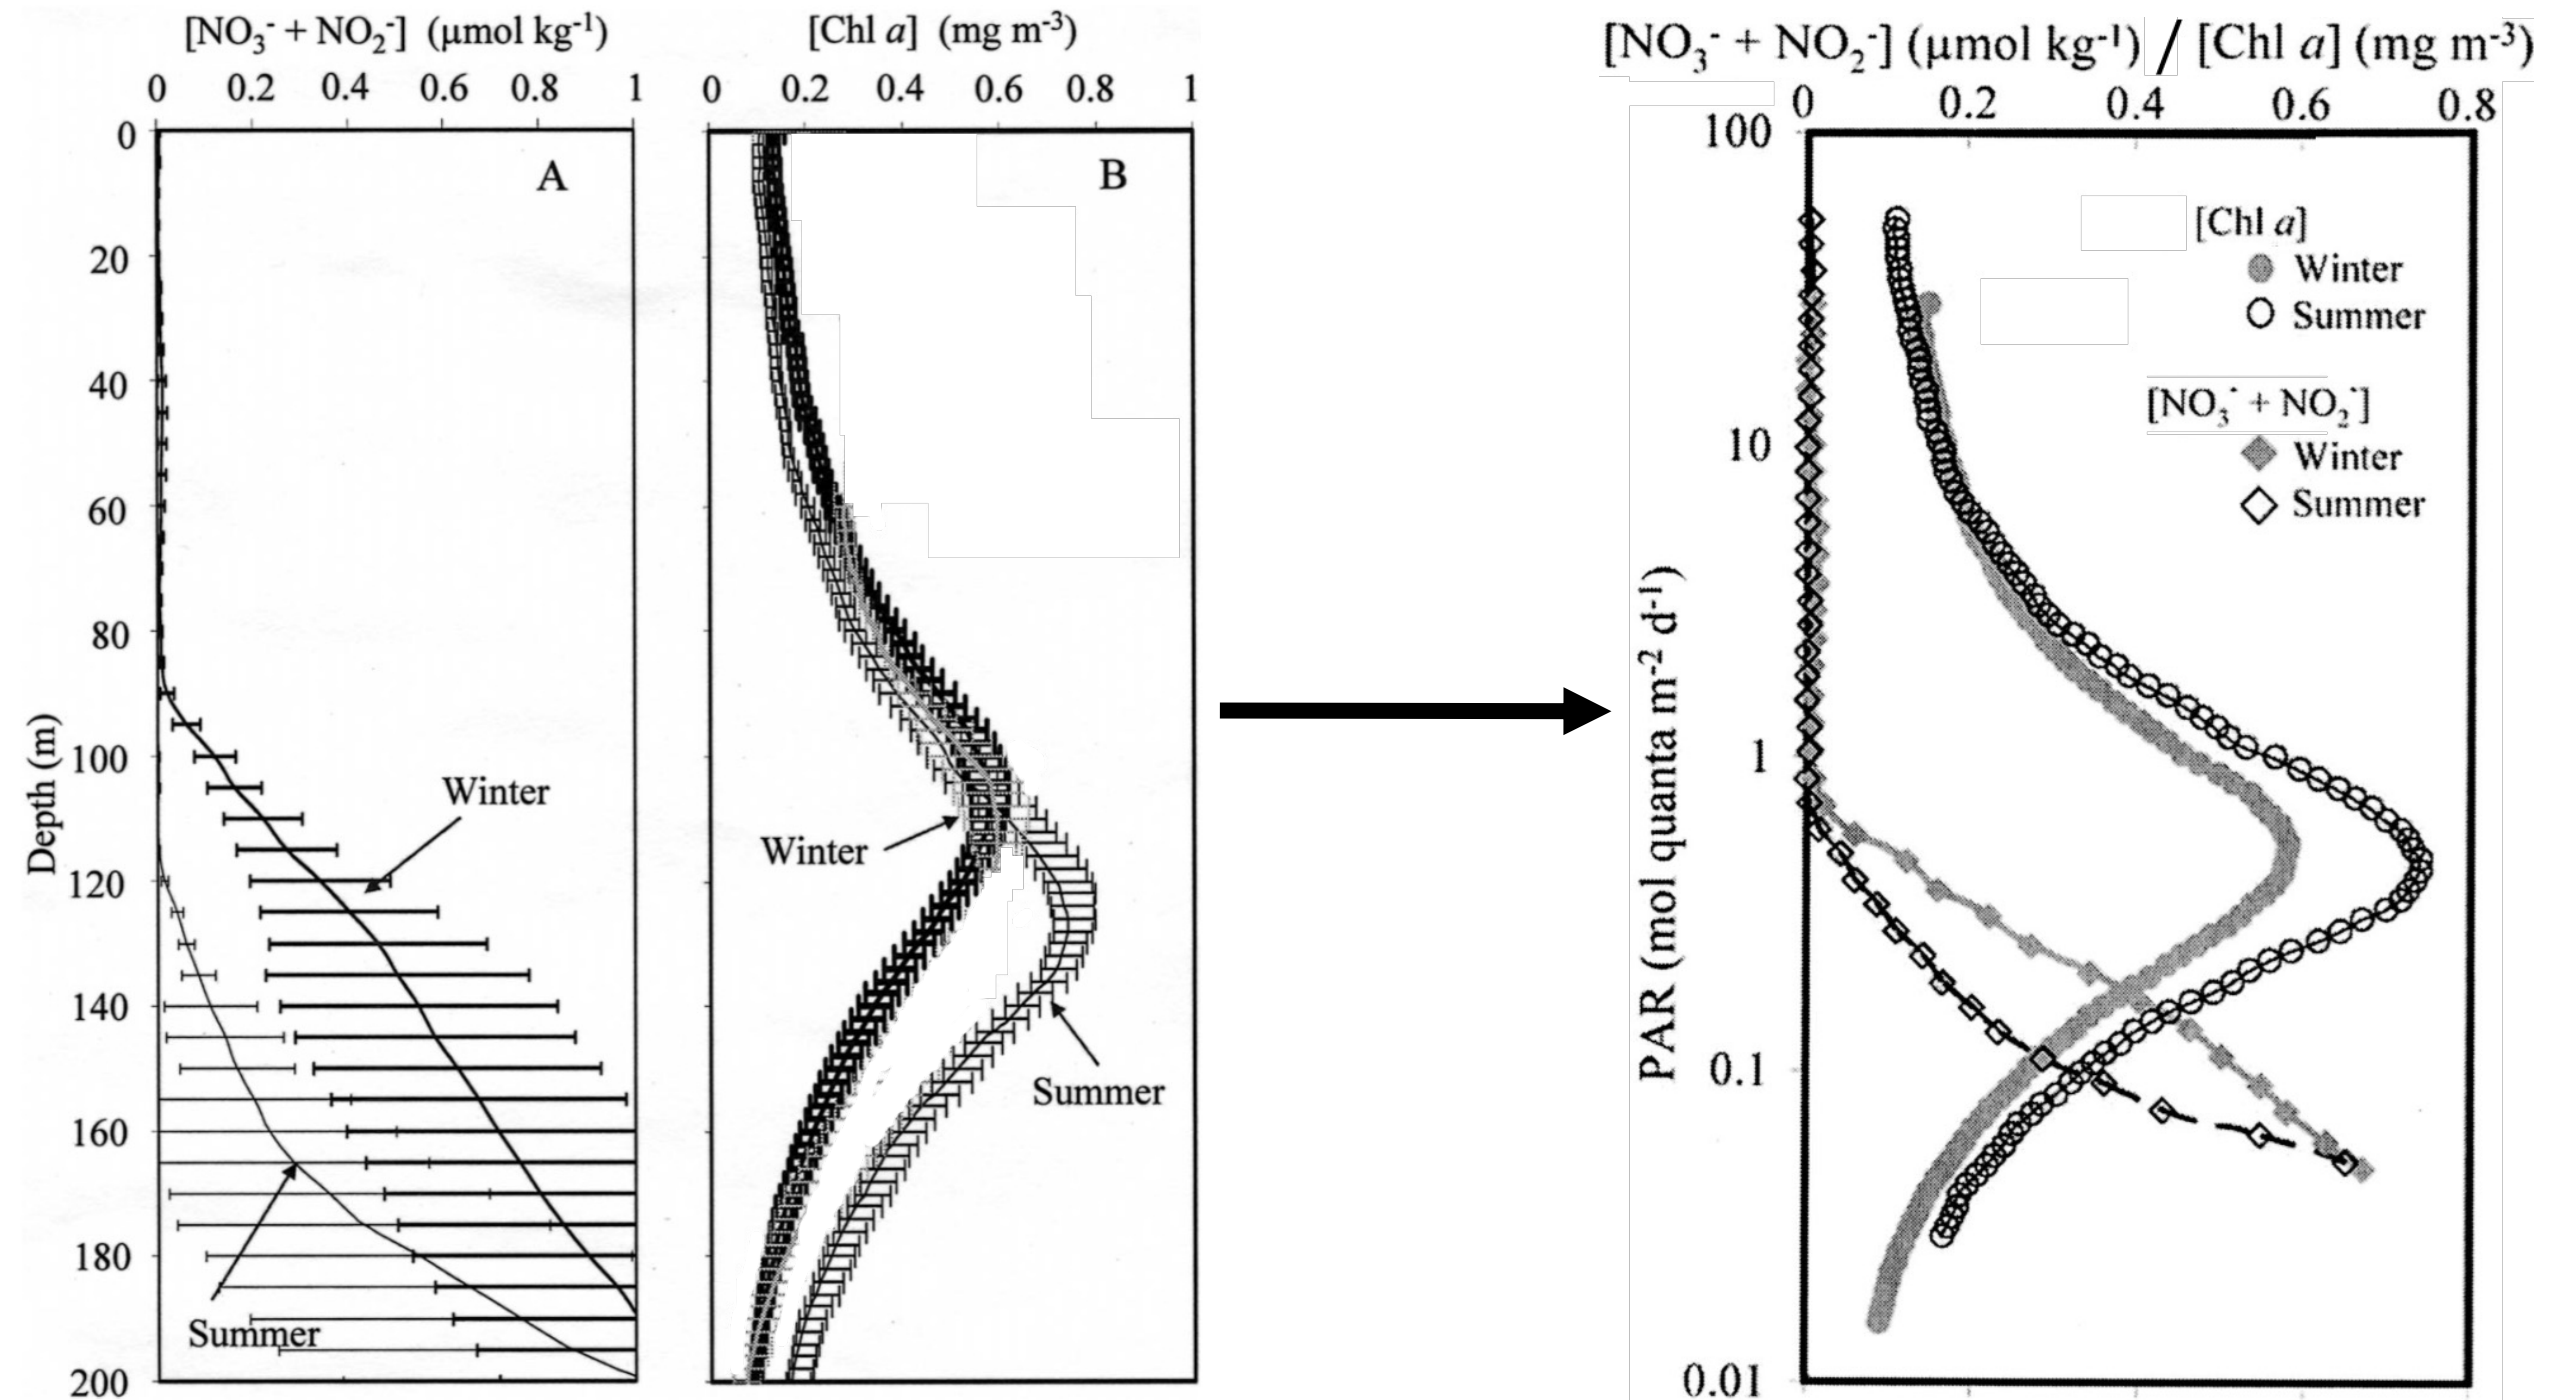 [NO₃⁻ + NO₂⁻] (μmol kg⁻¹)
0 0.2 0.4 0.6 0.8 1
[Chl a] (mg m⁻³)
0 0.2 0.4 0.6 0.8 1
Depth (m)
0
20
40
60
80
100
120
140
160
180
200
A
Winter
Summer
B
Winter
Summer
[NO₃⁻ + NO₂⁻] (μmol kg⁻¹) / [Chl a] (mg m⁻³)
0 0.2 0.4 0.6 0.8
PAR (mol quanta m⁻² d⁻¹)
100
10
1
0.1
0.01
[Chl a]
Winter
Summer
[NO₃⁻ + NO₂⁻]
Winter
Summer